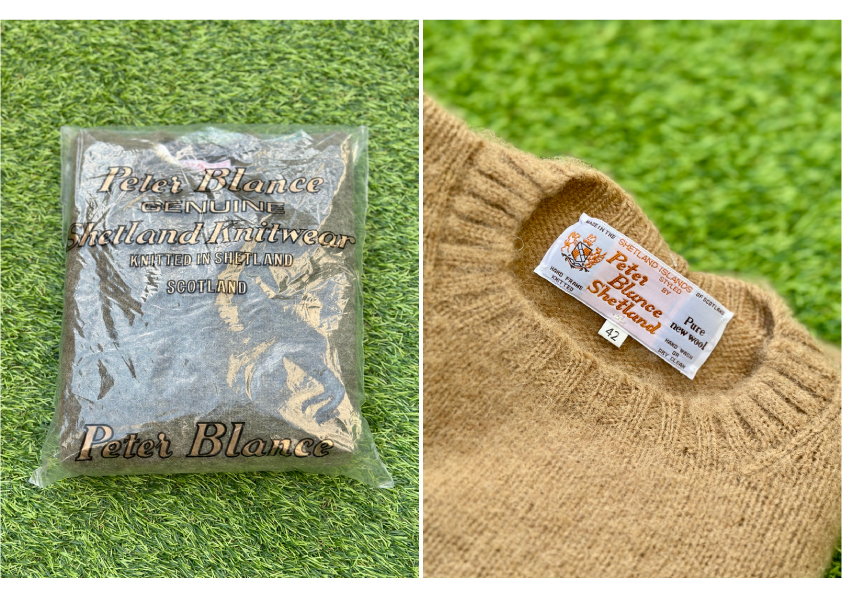 Peter Blance
GENUINE
Shetland Knitwear
KNITTED IN SHETLAND
SCOTLAND
Peter Blance
MADE IN THE SHETLAND ISLANDS OF SCOTLAND
STYLED
BY
Peter
Blance
Shetland
HAND FRAME
KNITTED
Pure
new wool
HAND WASH
OR
DRY CLEAN
42